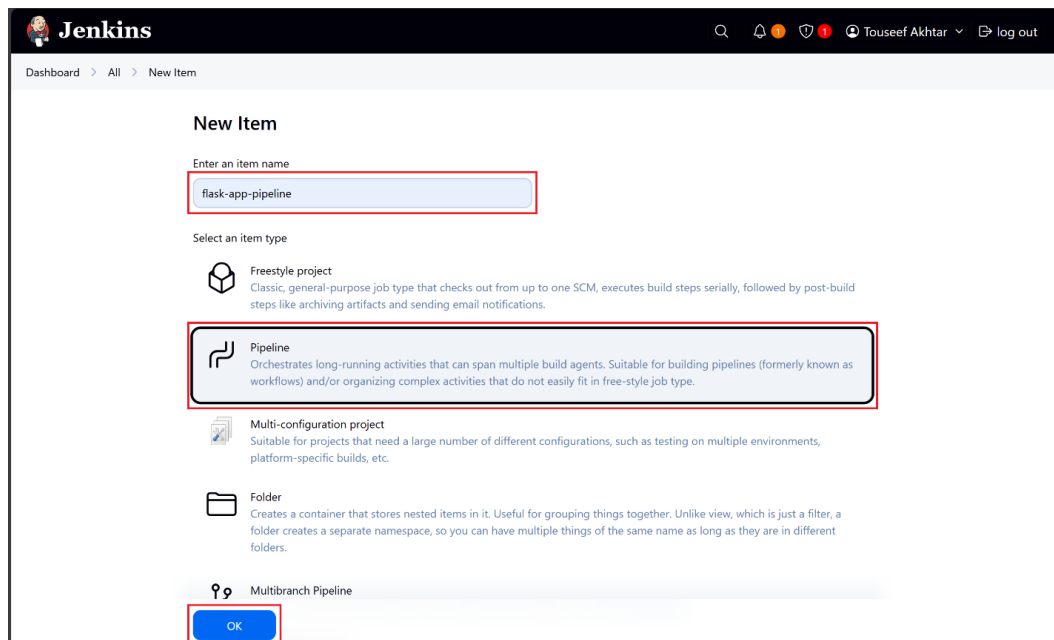 Jenkins
1
1
Touseef Akhtar
log out
Dashboard > All > New Item
New Item
Enter an item name
flask-app-pipeline
Select an item type
Freestyle project
Classic, general-purpose job type that checks out from up to one SCM, executes build steps serially, followed by post-build
steps like archiving artifacts and sending email notifications.
Pipeline
Orchestrates long-running activities that can span multiple build agents. Suitable for building pipelines (formerly known as
workflows) and/or organizing complex activities that do not easily fit in free-style job type.
Multi-configuration project
Suitable for projects that need a large number of different configurations, such as testing on multiple environments,
platform-specific builds, etc.
Folder
Creates a container that stores nested items in it. Useful for grouping things together. Unlike view, which is just a filter, a
folder creates a separate namespace, so you can have multiple things of the same name as long as they are in different
folders.
Multibranch Pipeline
OK